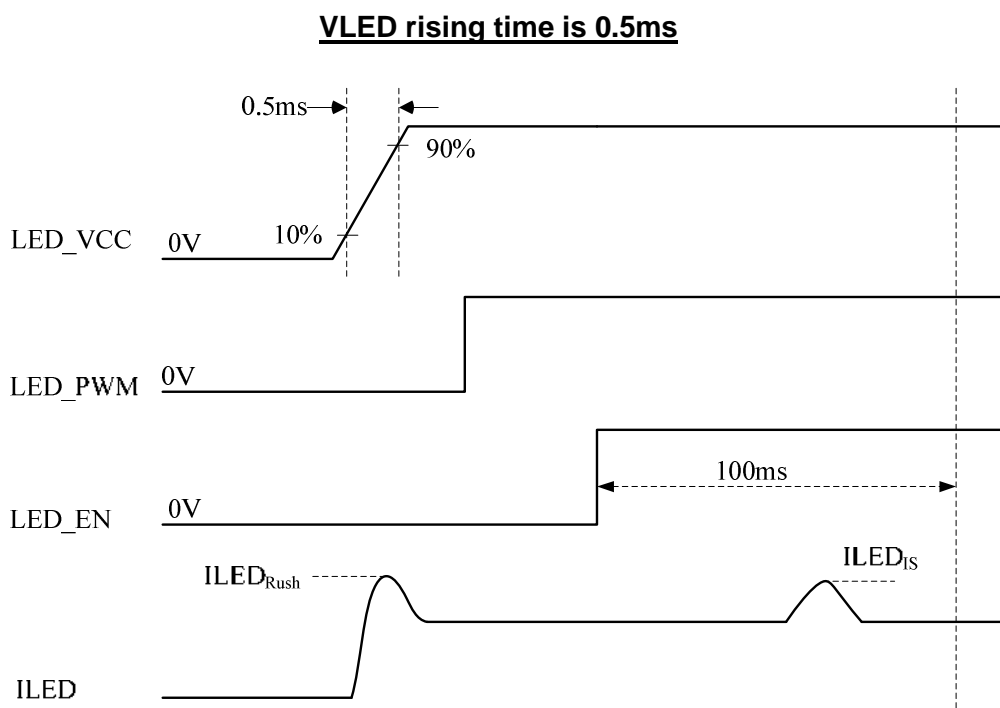 VLED rising time is 0.5ms
0.5ms
90%
10%
LED_VCC
0V
0V
LED_PWM
100ms
0V
LED_EN
ILED_IS
ILED_Rush
ILED